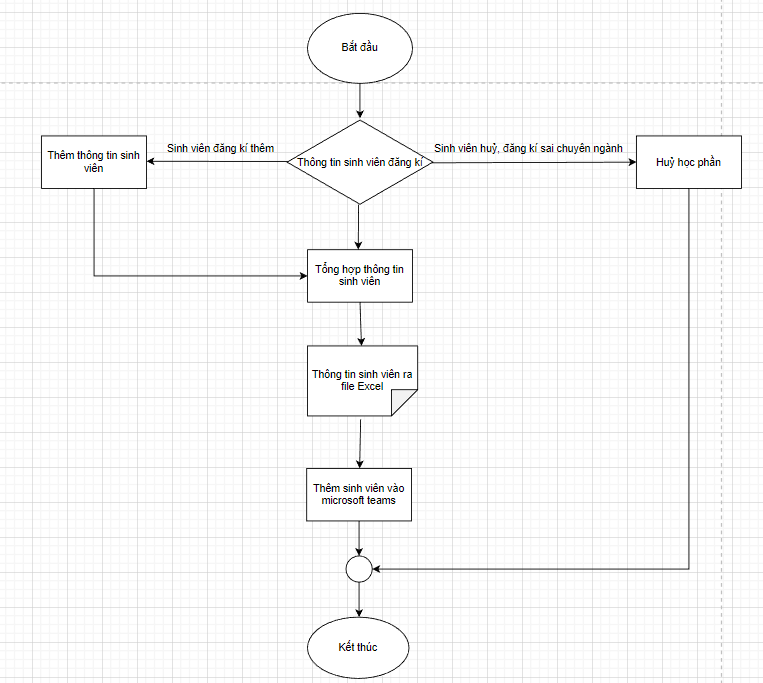 Bắt đầu
Sinh viên đăng kí thêm
Sinh viên huỷ, đăng kí sai chuyên ngành
Thêm thông tin sinh
viên
Thông tin sinh viên đăng kí
Huỷ học phần
Tổng hợp thông tin
sinh viên
Thông tin sinh viên ra
file Excel
Thêm sinh viên vào
microsoft teams
Kết thúc